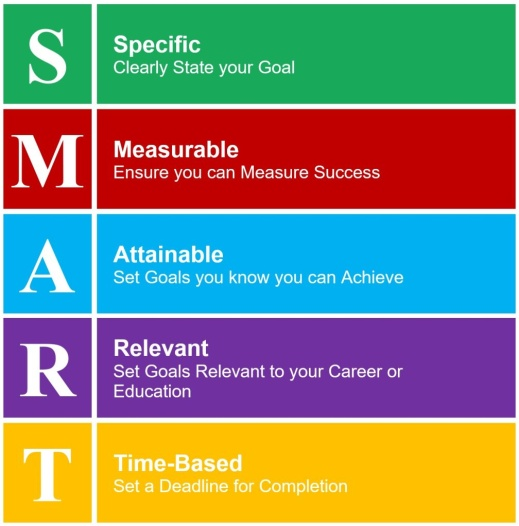 S
Specific
Clearly State your Goal
M
Measurable
Ensure you can Measure Success
A
Attainable
Set Goals you know you can Achieve
R
Relevant
Set Goals Relevant to your Career or
Education
T
Time-Based
Set a Deadline for Completion